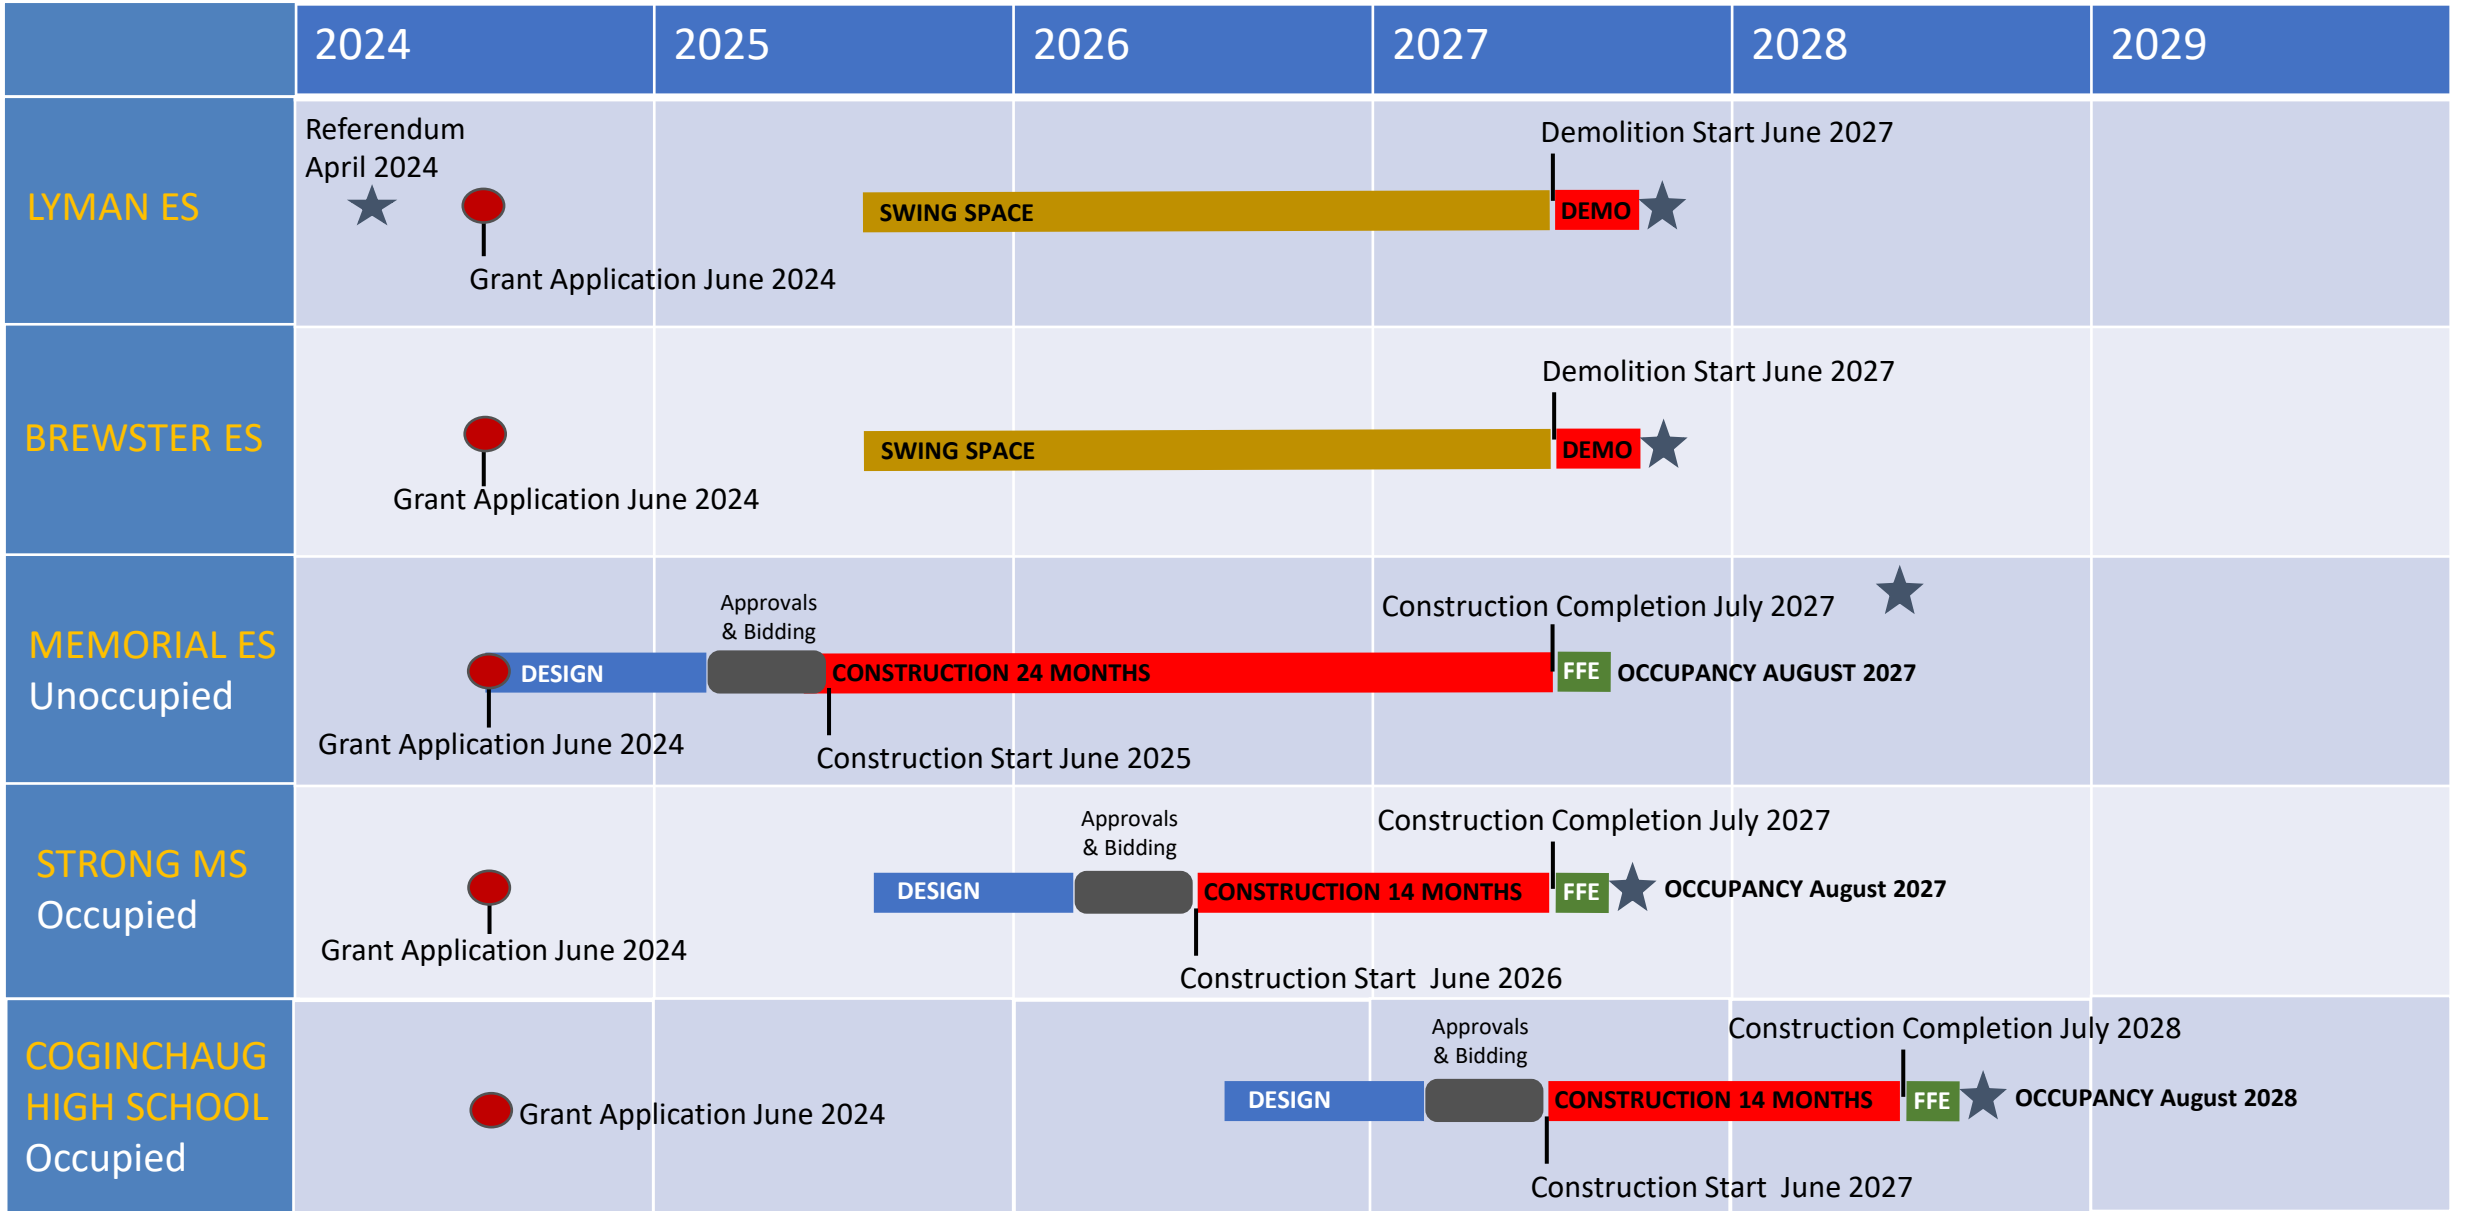 2024
2025
2026
2027
2028
2029
LYMAN ES
Referendum
April 2024
Grant Application June 2024
SWING SPACE
Demolition Start June 2027
DEMO
BREWSTER ES
Grant Application June 2024
SWING SPACE
Demolition Start June 2027
DEMO
MEMORIAL ES
Unoccupied
Grant Application June 2024
DESIGN
Approvals
& Bidding
CONSTRUCTION 24 MONTHS
Construction Start June 2025
Construction Completion July 2027
FFE
OCCUPANCY AUGUST 2027
STRONG MS
Occupied
Grant Application June 2024
DESIGN
Approvals
& Bidding
CONSTRUCTION 14 MONTHS
Construction Start  June 2026
Construction Completion July 2027
FFE
OCCUPANCY August 2027
COGINCHAUG
HIGH SCHOOL
Occupied
Grant Application June 2024
DESIGN
Approvals
& Bidding
CONSTRUCTION 14 MONTHS
Construction Start  June 2027
Construction Completion July 2028
FFE
OCCUPANCY August 2028